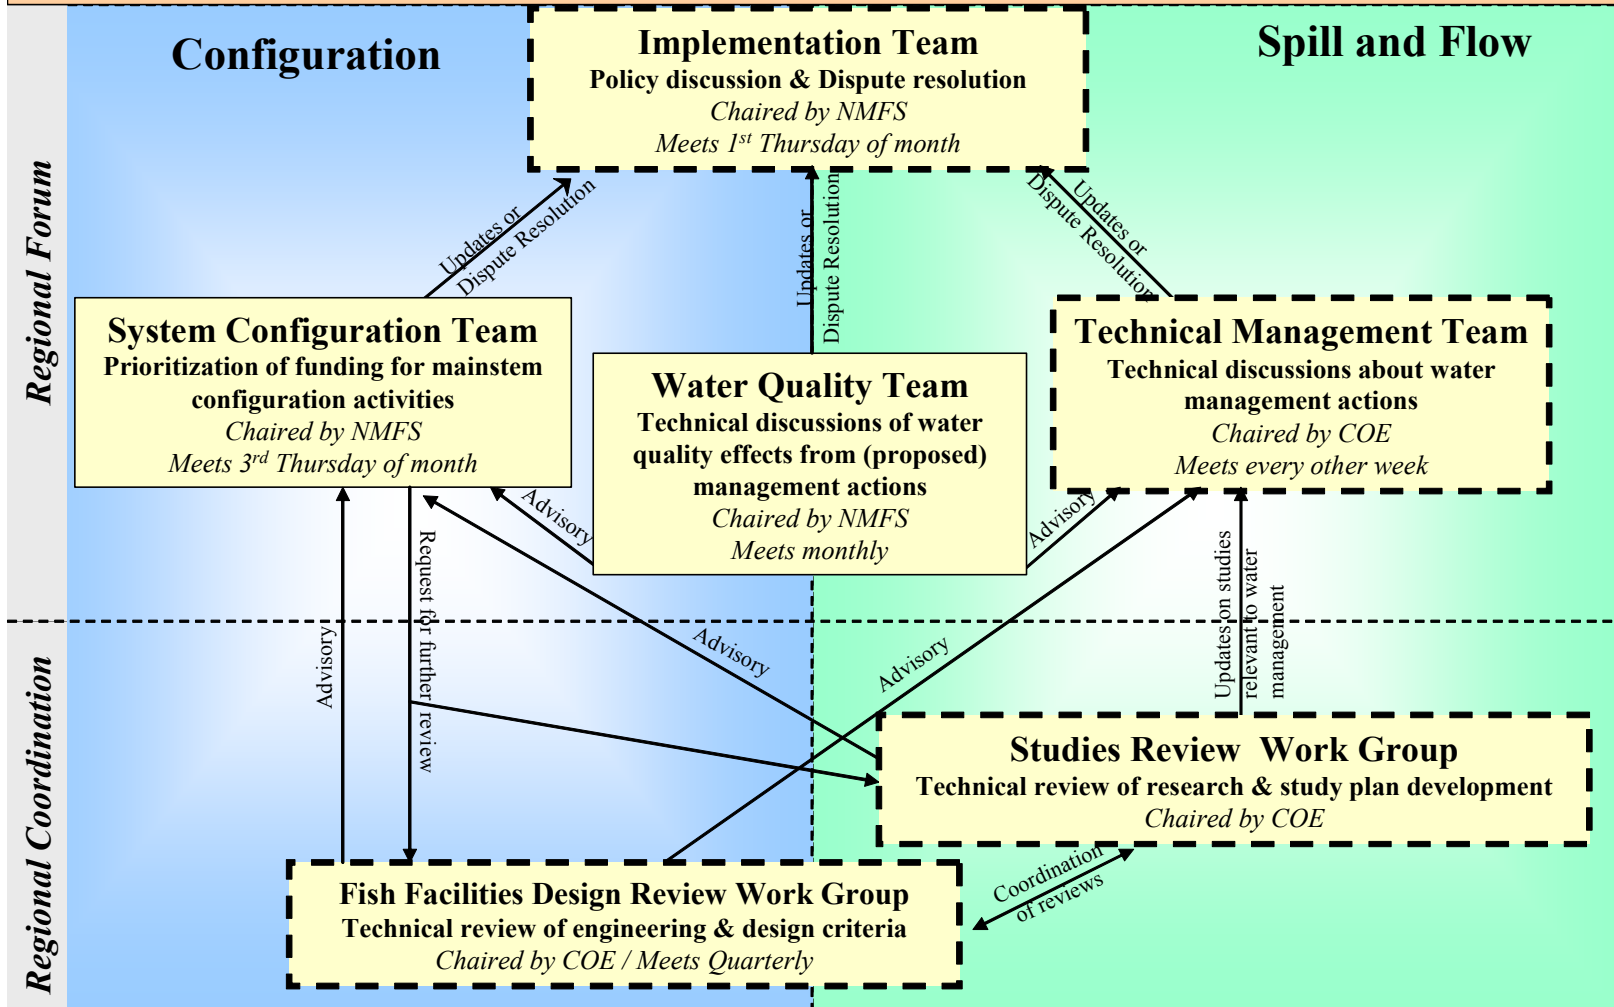 Configuration
Spill and Flow
Implementation Team
Policy discussion & Dispute resolution
Chaired by NMFS
Meets 1st Thursday of month
Regional Forum
Updates or
Dispute Resolution
Updates or
Dispute Resolution
Updates or
Dispute Resolution
System Configuration Team
Prioritization of funding for mainstem
configuration activities
Chaired by NMFS
Meets 3rd Thursday of month
Water Quality Team
Technical discussions of water
quality effects from (proposed)
management actions
Chaired by NMFS
Meets monthly
Technical Management Team
Technical discussions about water
management actions
Chaired by COE
Meets every other week
Advisory
Advisory
Request for further review
Advisory
Advisory
Advisory
Updates on studies
relevant to water
management
Regional Coordination
Studies Review  Work Group
Technical review of research & study plan development
Chaired by COE
Coordination
of reviews
Fish Facilities Design Review Work Group
Technical review of engineering & design criteria
Chaired by COE / Meets Quarterly